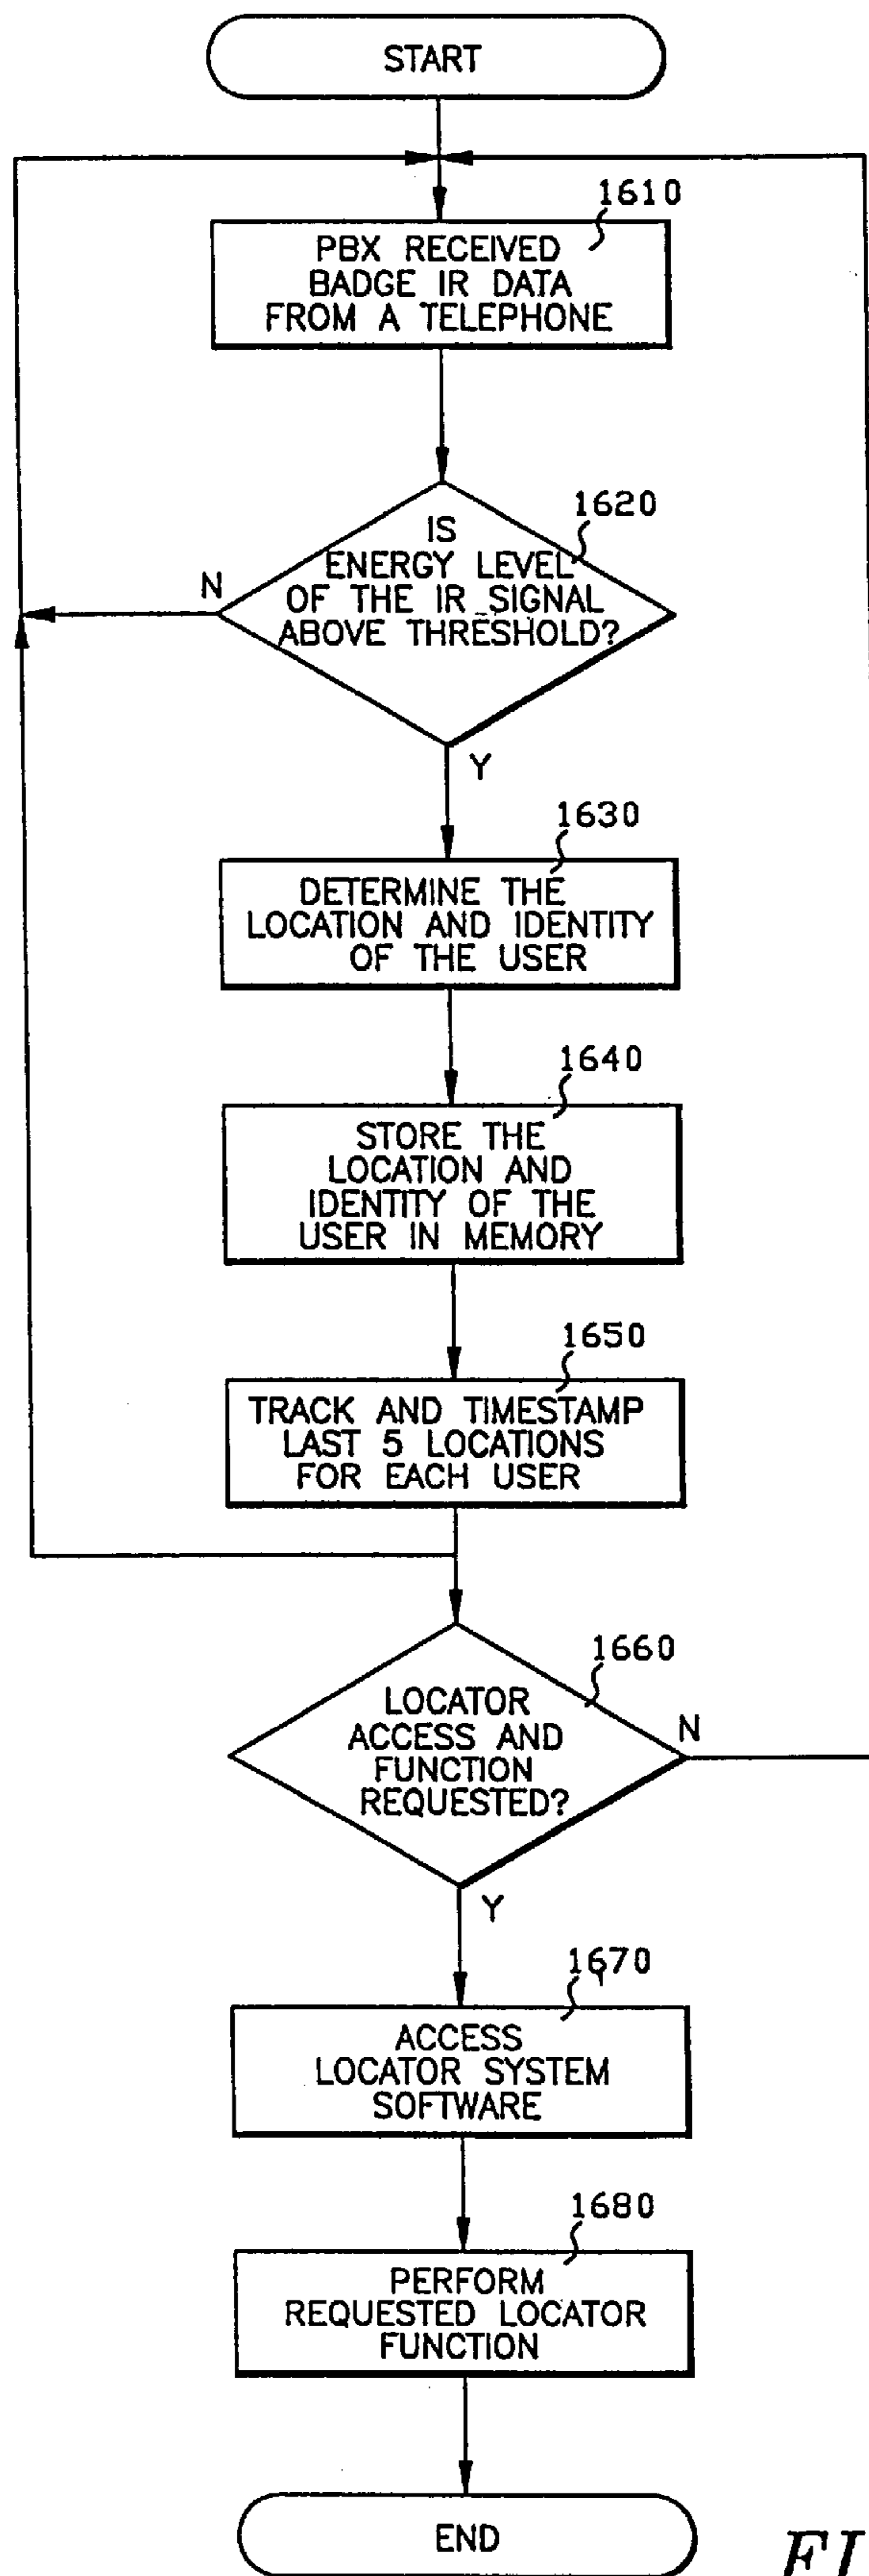 START
1610
PBX RECEIVED
BADGE IR DATA
FROM A TELEPHONE
1620
IS
ENERGY LEVEL
OF THE IR SIGNAL
ABOVE THRESHOLD?
N
Y
1630
DETERMINE THE
LOCATION AND IDENTITY
OF THE USER
1640
STORE THE
LOCATION AND
IDENTITY OF THE
USER IN MEMORY
1650
TRACK AND TIMESTAMP
LAST 5 LOCATIONS
FOR EACH USER
1660
LOCATOR
ACCESS AND
FUNCTION
REQUESTED?
N
Y
1670
ACCESS
LOCATOR SYSTEM
SOFTWARE
1680
PERFORM
REQUESTED LOCATOR
FUNCTION
END